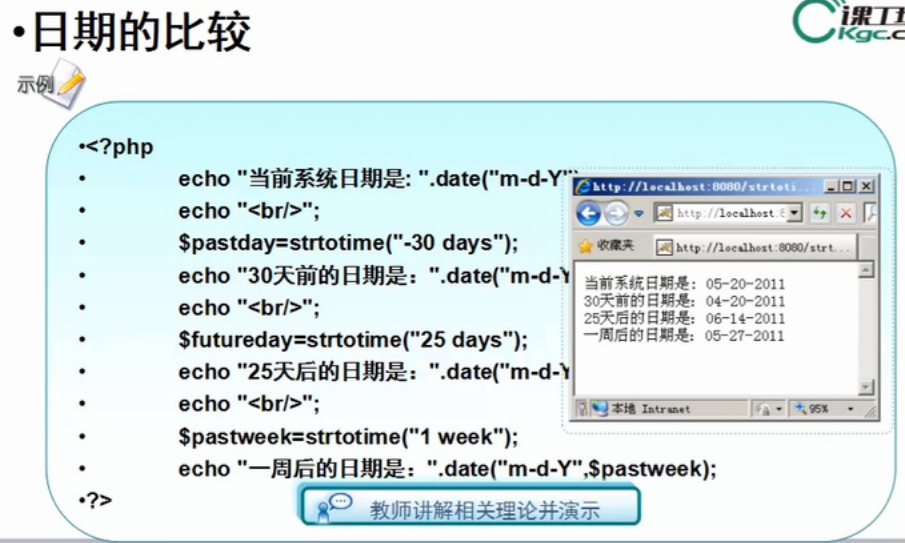 •日期的比较
课工场
Kgc.c
示例
•<?php
• echo "当前系统日期是: ".date("m-d-Y")
• echo "<br/>";
• $pastday=strtotime("-30 days");
• echo "30天前的日期是：".date("m-d-Y
• echo "<br/>";
• $futureday=strtotime("25 days");
• echo "25天后的日期是：".date("m-d-Y
• echo "<br/>";
• $pastweek=strtotime("1 week");
• echo "一周后的日期是：".date("m-d-Y",$pastweek);
•?>
http://localhost:8080/strtoti...
http://localhost:8
收藏夹
http://localhost:8080/strt...
当前系统日期是：05-20-2011
30天前的日期是：04-20-2011
25天后的日期是：06-14-2011
一周后的日期是：05-27-2011
本地 Intranet
95%
教师讲解相关理论并演示